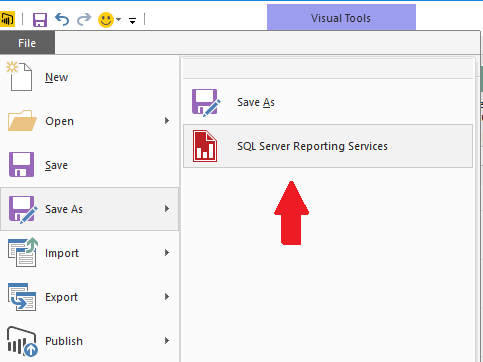 Visual Tools
File
New
Open
Save
Save As
Import
Export
Publish
Save As
SQL Server Reporting Services